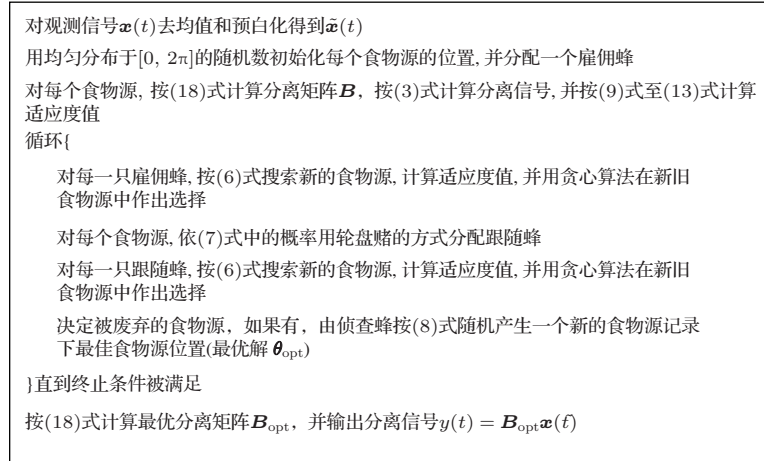 对观测信号x(t)去均值和预白化得到x̃(t)
用均匀分布于[0, 2π]的随机数初始化每个食物源的位置, 并分配一个雇佣蜂
对每个食物源, 按(18)式计算分离矩阵B，按(3)式计算分离信号, 并按(9)式至(13)式计算
适应度值
循环{
对每一只雇佣蜂, 按(6)式搜索新的食物源, 计算适应度值, 并用贪心算法在新旧
食物源中作出选择
对每个食物源, 依(7)式中的概率用轮盘赌的方式分配跟随蜂
对每一只跟随蜂, 按(6)式搜索新的食物源, 计算适应度值, 并用贪心算法在新旧
食物源中作出选择
决定被废弃的食物源，如果有，由侦查蜂按(8)式随机产生一个新的食物源记录
下最佳食物源位置(最优解 θopt)
}直到终止条件被满足
按(18)式计算最优分离矩阵Bopt，并输出分离信号y(t) = Boptx(t̃)